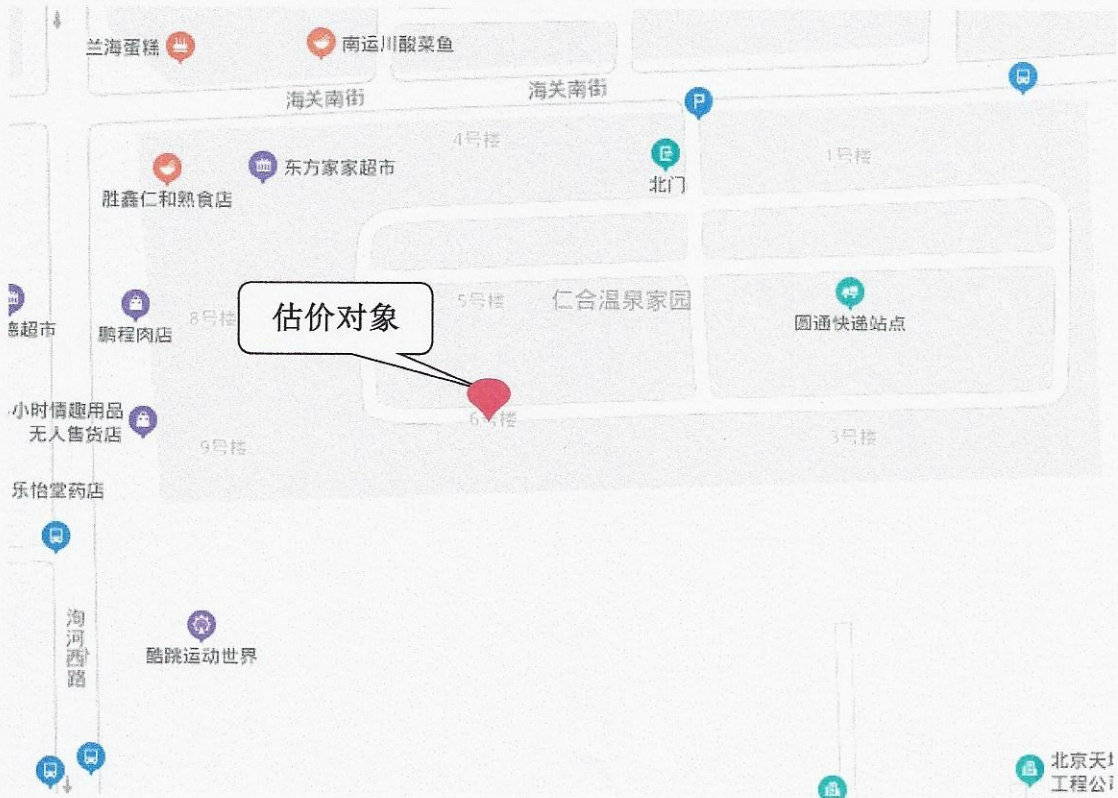 兰海蛋糕
南运川酸菜鱼
海关南街
海关南街
P
4号楼
1号楼
东方家家超市
北门
胜鑫仁和熟食店
5号楼
仁合温泉家园
8号楼
估价对象
圆通快递站点
超市
鹏程肉店
小时情趣用品
无人售货店
6号楼
3号楼
9号楼
乐怡堂药店
洵河西路
酷跳运动世界
北京天
工程公